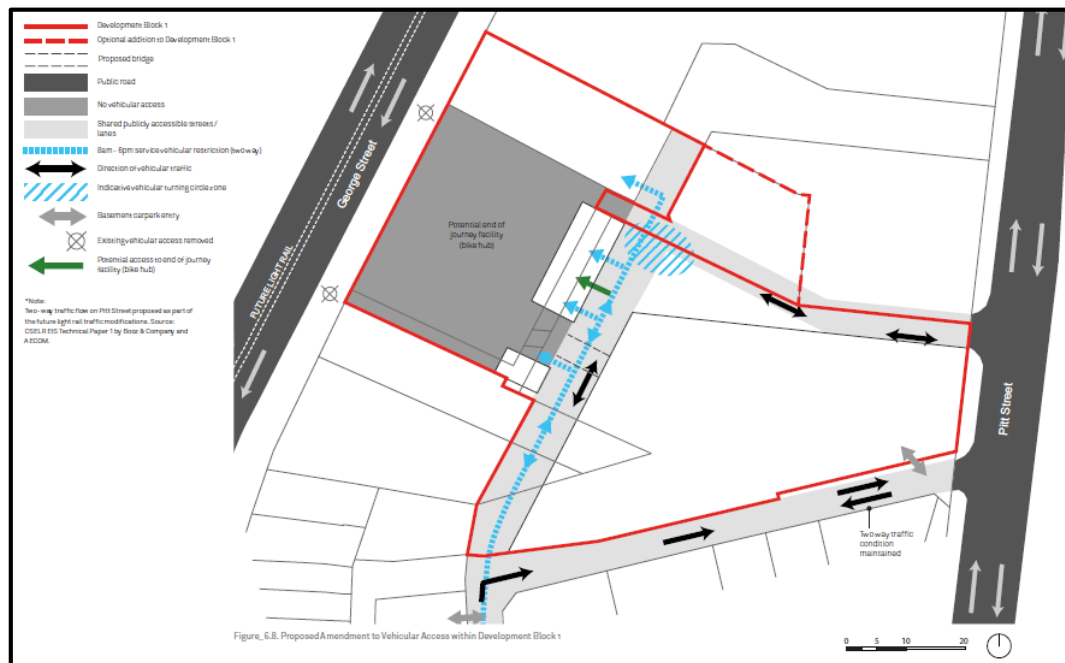 Development Block 1
Optional addition to Development Block 1
Proposed bridge
Public road
No vehicular access
Shared publicly accessible streets /
lanes
8am - 6pm service vehicular restriction (two way)
Direction of vehicular traffic
Indicative vehicular turning circle zone
Basement carpark entry
Existing vehicular access removed
Potential access to end of journey
facility (bike hub)
*Note:
Two-way traffic flow on Pitt Street proposed as part of
the future light rail traffic modifications. Source:
CSELR EIS Technical Paper 1 by Booz & Company and
AECOM.
George Street
FUTURE LIGHT RAIL
Potential end of
journey facility
(bike hub)
Pitt Street
Two way traffic
condition
maintained
Figure_6.8. Proposed Amendment to Vehicular Access within Development Block 1
0 5 10 20